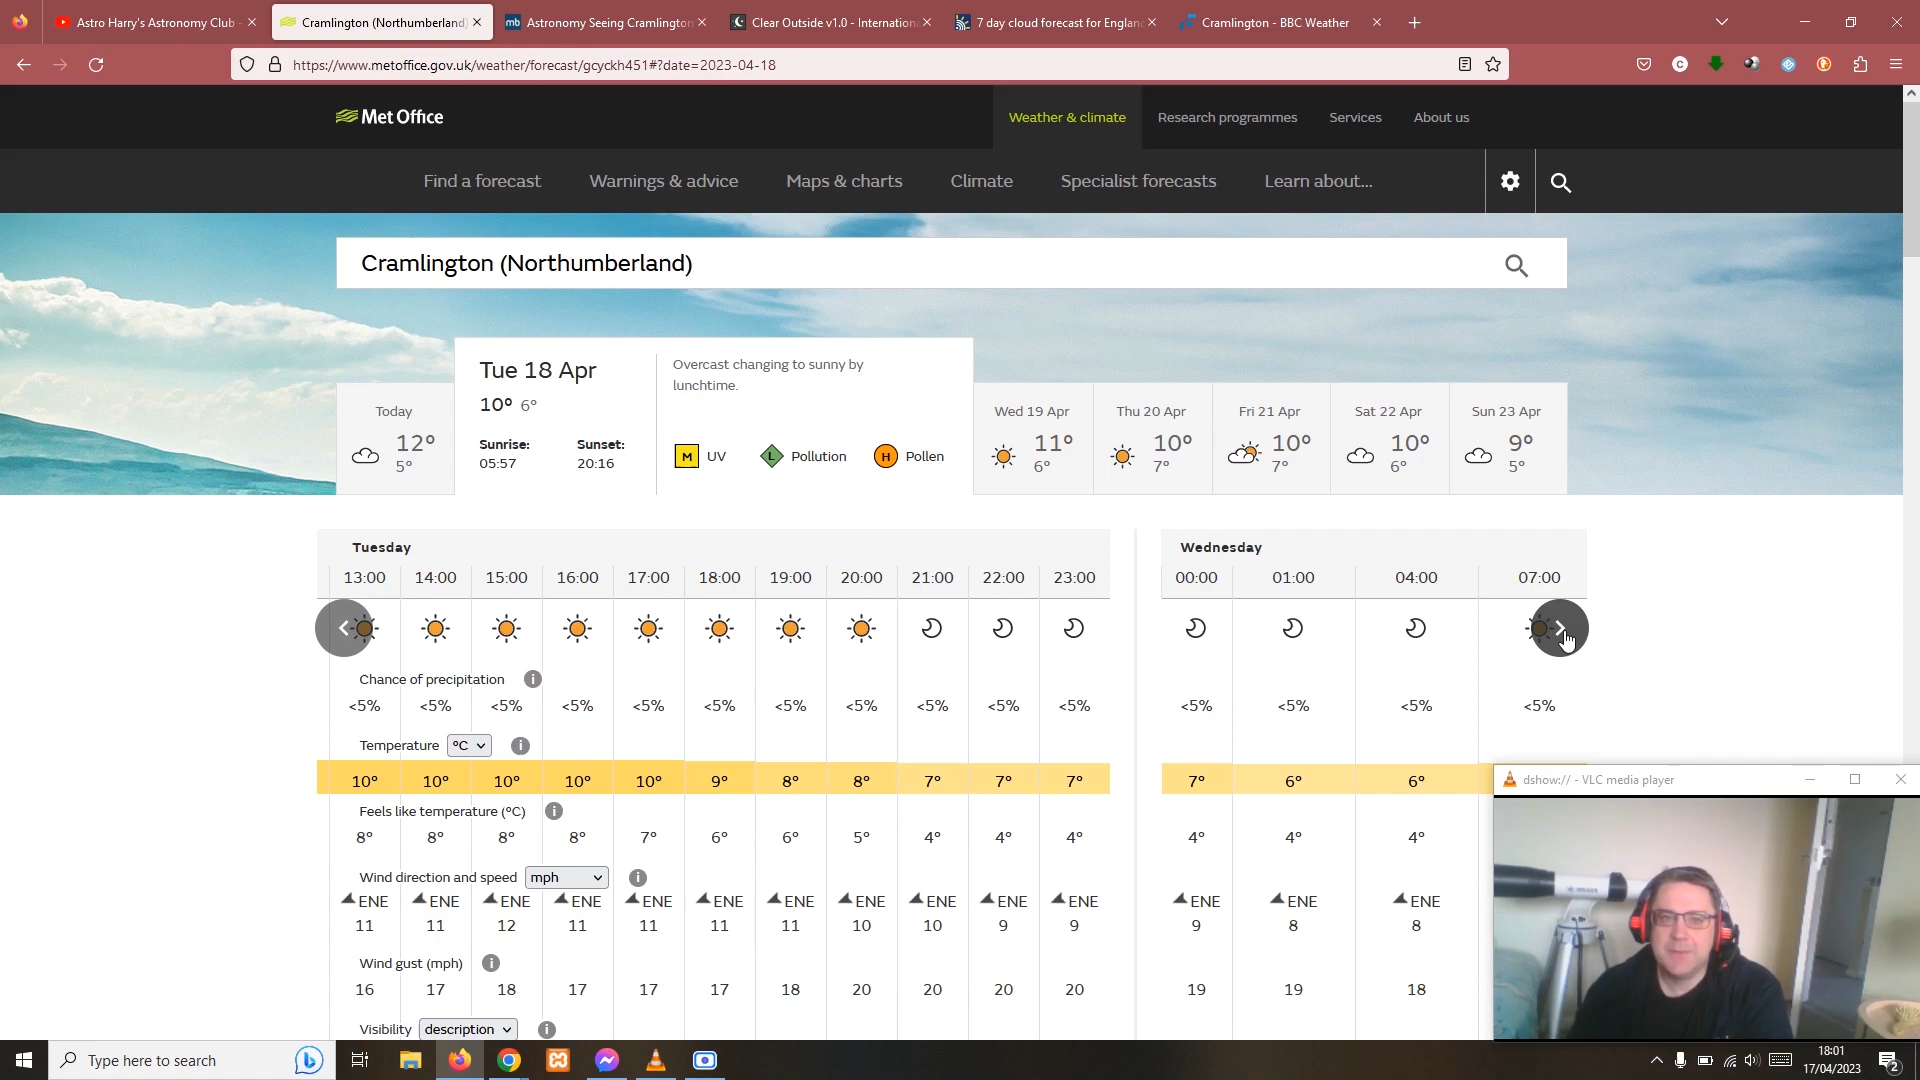 Astro Harry's Astronomy Club
Cramlington (Northumberland)
Astronomy Seeing Cramlington
Clear Outside v1.0 - Internation
7 day cloud forecast for Englan
Cramlington - BBC Weather
https://www.metoffice.gov.uk/weather/forecast/gcyckh451#?date=2023-04-18
Met Office
Weather & climate Research programmes Services About us
Find a forecast Warnings & advice Maps & charts Climate Specialist forecasts Learn about...
Cramlington (Northumberland)
Today
12°
5°
Tue 18 Apr
10° 6°
Sunrise: Sunset:
05:57 20:16
Overcast changing to sunny by
lunchtime.
M UV L Pollution H Pollen
Wed 19 Apr
11°
6°
Thu 20 Apr
10°
7°
Fri 21 Apr
10°
7°
Sat 22 Apr
10°
6°
Sun 23 Apr
9°
5°
Tuesday Wednesday
13:00 14:00 15:00 16:00 17:00 18:00 19:00 20:00 21:00 22:00 23:00 00:00 01:00 04:00 07:00
Chance of precipitation i
<5% <5% <5% <5% <5% <5% <5% <5% <5% <5% <5% <5% <5% <5% <5%
Temperature °C i
10° 10° 10° 10° 10° 9° 8° 8° 7° 7° 7° 7° 6° 6°
Feels like temperature (°C) i
8° 8° 8° 8° 7° 6° 6° 5° 4° 4° 4° 4° 4° 4°
Wind direction and speed mph i
ENE ENE ENE ENE ENE ENE ENE ENE ENE ENE ENE ENE ENE ENE
11 11 12 11 11 11 11 10 10 9 9 9 8 8
Wind gust (mph) i
16 17 18 17 17 17 18 20 20 20 20 19 19 18
Visibility description i
dshow:// - VLC media player
Type here to search
18:01
17/04/2023
2